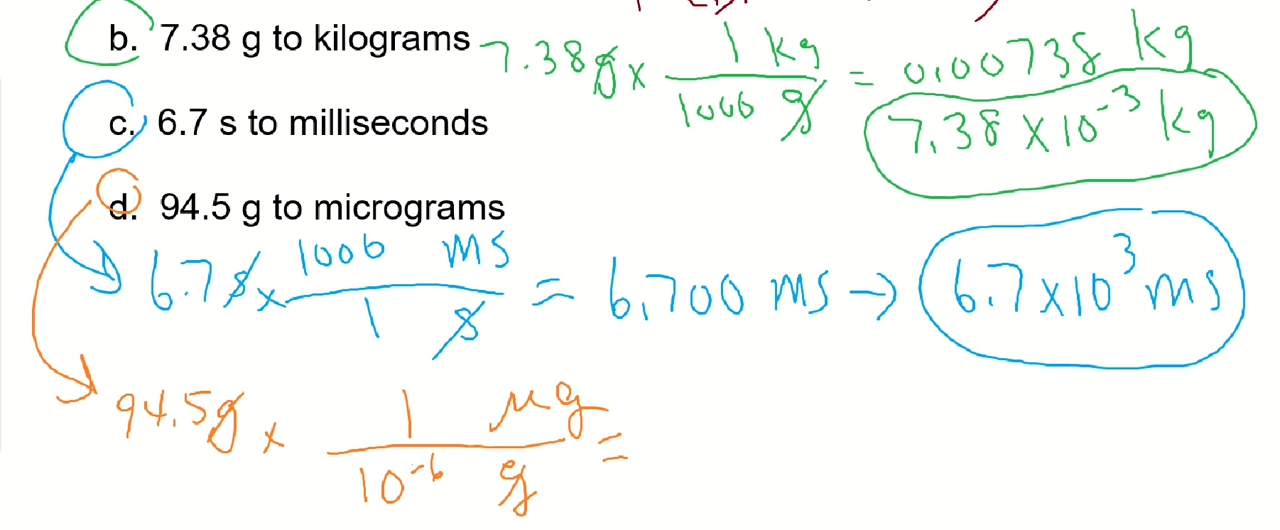 b. 7.38 g to kilograms 7.38g × 1 kg / 1000 g = 0.00738 kg
7.38 × 10⁻³ kg
c. 6.7 s to milliseconds
d. 94.5 g to micrograms
6.7 s × 1000 ms / 1 s = 6,700 ms → 6.7 × 10³ ms
94.5g × 1 μg / 10⁻⁶ g =